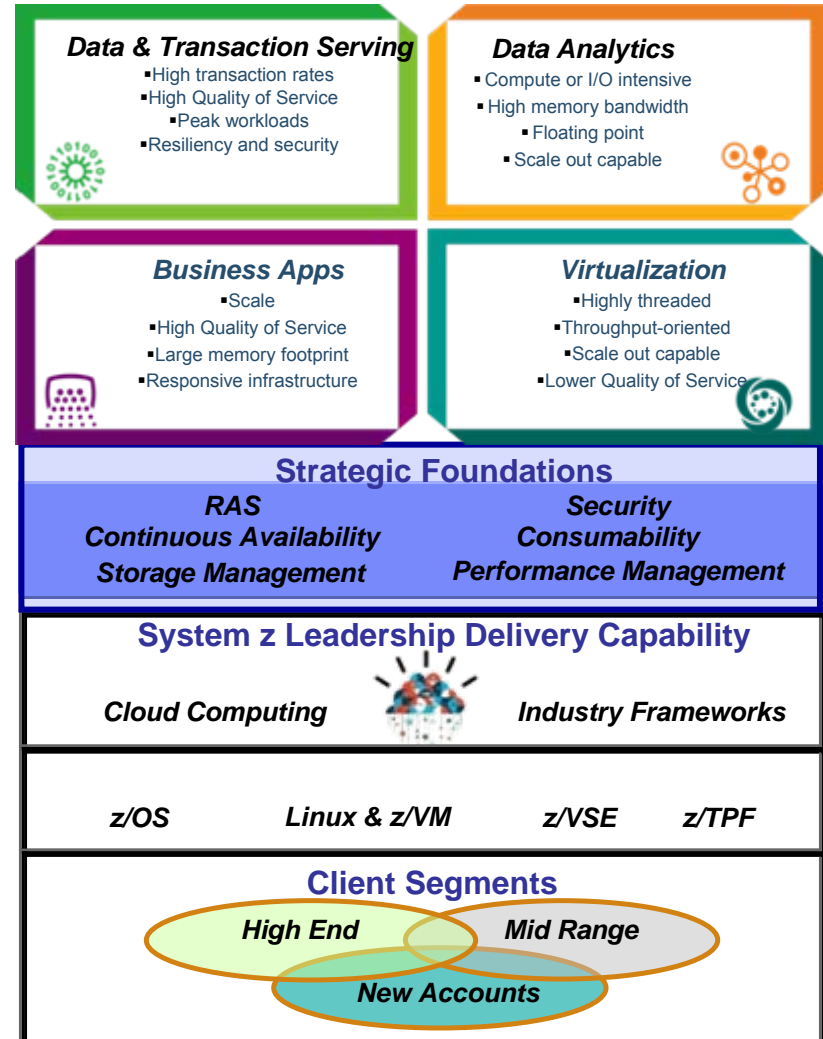 Data & Transaction Serving
▪High transaction rates
▪High Quality of Service
▪Peak workloads
▪Resiliency and security
Data Analytics
▪ Compute or I/O intensive
▪ High memory bandwidth
▪ Floating point
▪ Scale out capable
Business Apps
▪Scale
▪High Quality of Service
▪Large memory footprint
▪Responsive infrastructure
Virtualization
▪Highly threaded
▪Throughput-oriented
▪Scale out capable
▪Lower Quality of Service
Strategic Foundations
RAS Security
Continuous Availability Consumability
Storage Management Performance Management
System z Leadership Delivery Capability
Cloud Computing Industry Frameworks
z/OS Linux & z/VM z/VSE z/TPF
Client Segments
High End Mid Range
New Accounts